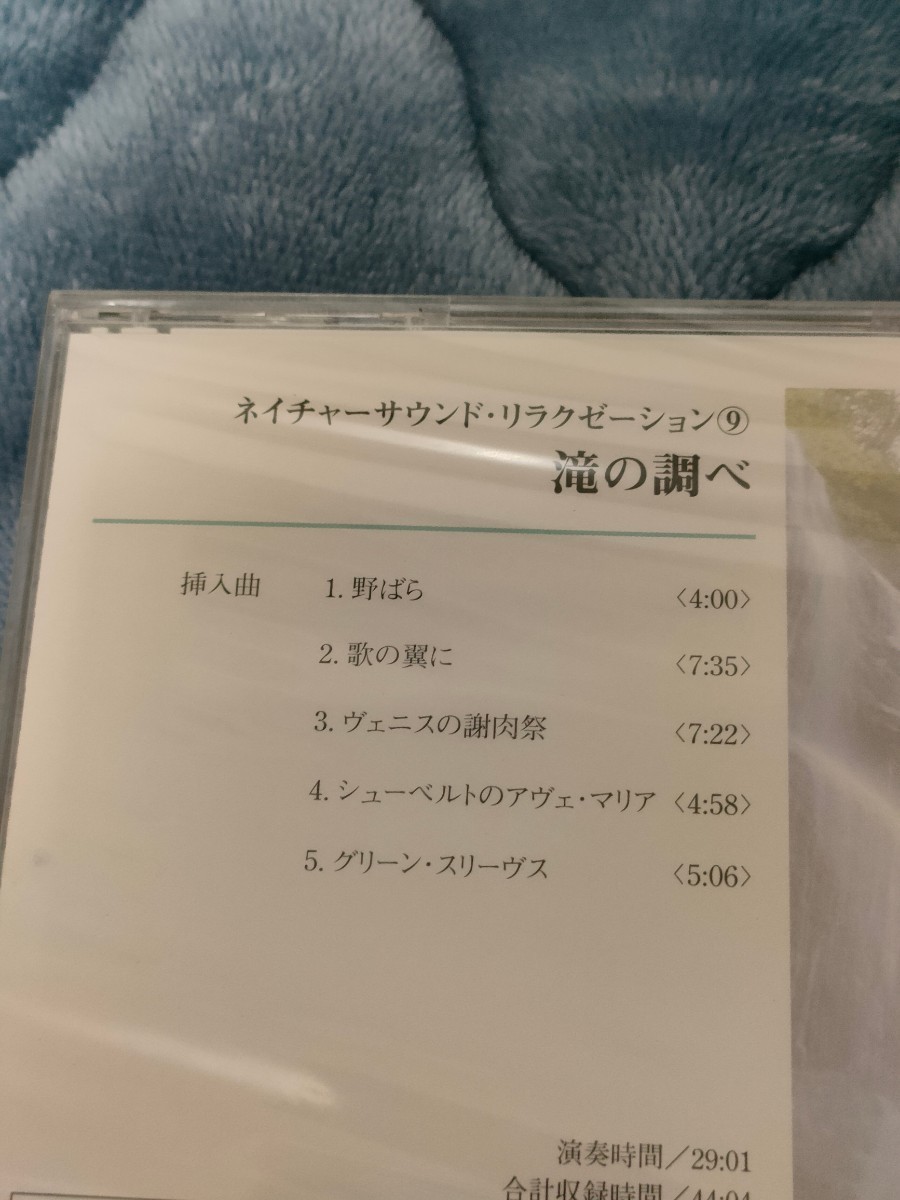 ネイチャーサウンド・リラクゼーション⑨
滝の調べ
挿入曲 1. 野ばら 〈4:00〉
2. 歌の翼に 〈7:35〉
3. ヴェニスの謝肉祭 〈7:22〉
4. シューベルトのアヴェ・マリア 〈4:58〉
5. グリーン・スリーヴス 〈5:06〉
演奏時間／29:01
合計収録時間／44:04